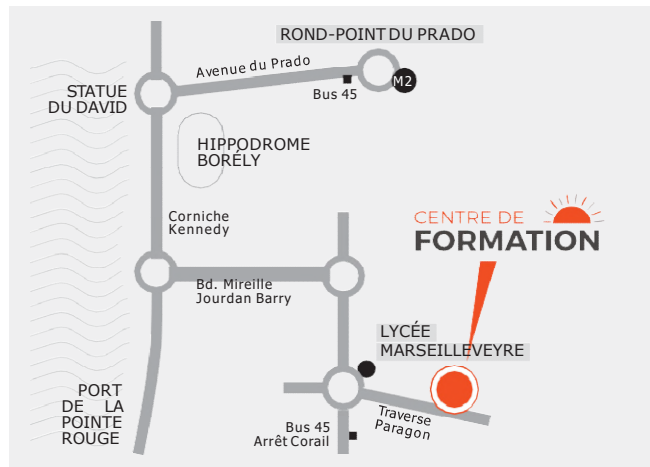 ROND-POINT DU PRADO
Avenue du Prado
M2
Bus 45
STATUE
DU DAVID
HIPPODROME
BORÉLY
Corniche
Kennedy
CENTRE DE
FORMATION
Bd. Mireille
Jourdan Barry
LYCÉE
MARSEILLEVEYRE
PORT
DE LA
POINTE
ROUGE
Traverse
Paragon
Bus 45
Arrêt Corail